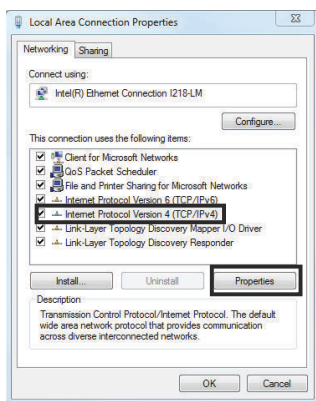 Local Area Connection Properties
Networking Sharing
Connect using:
Intel(R) Ethernet Connection I218-LM
Configure...
This connection uses the following items:
Client for Microsoft Networks
QoS Packet Scheduler
File and Printer Sharing for Microsoft Networks
Internet Protocol Version 6 (TCP/IPv6)
Internet Protocol Version 4 (TCP/IPv4)
Link-Layer Topology Discovery Mapper I/O Driver
Link-Layer Topology Discovery Responder
Install... Uninstall Properties
Description
Transmission Control Protocol/Internet Protocol. The default
wide area network protocol that provides communication
across diverse interconnected networks.
OK Cancel